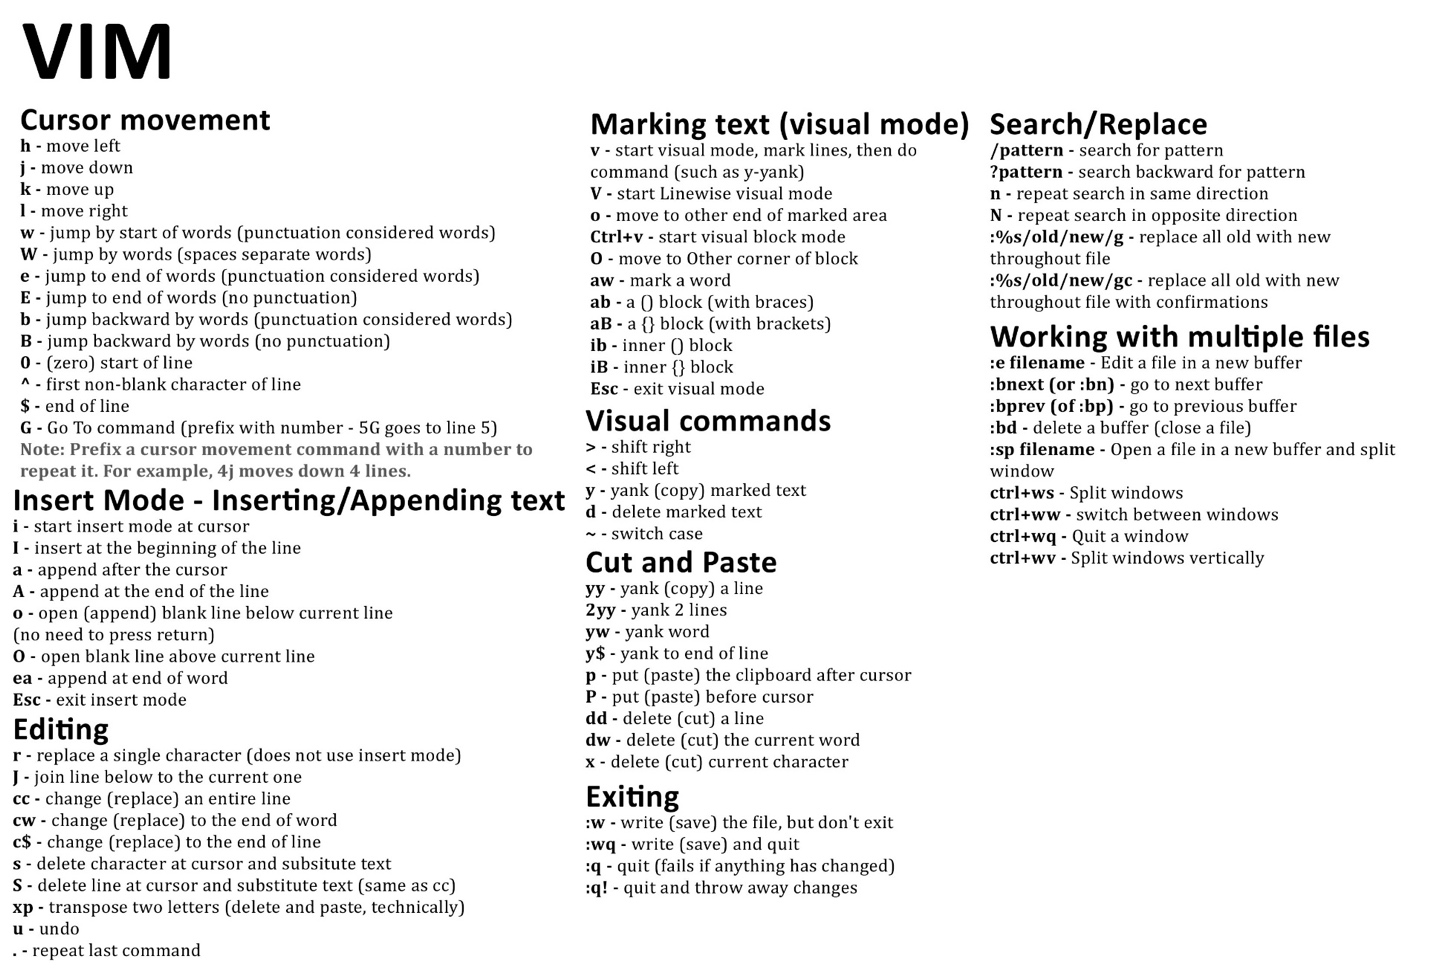 VIM
Cursor movement
h - move left
j - move down
k - move up
l - move right
w - jump by start of words (punctuation considered words)
W - jump by words (spaces separate words)
e - jump to end of words (punctuation considered words)
E - jump to end of words (no punctuation)
b - jump backward by words (punctuation considered words)
B - jump backward by words (no punctuation)
0 - (zero) start of line
^ - first non-blank character of line
$ - end of line
G - Go To command (prefix with number - 5G goes to line 5)
Note: Prefix a cursor movement command with a number to
repeat it. For example, 4j moves down 4 lines.
Insert Mode - Inserting/Appending text
i - start insert mode at cursor
I - insert at the beginning of the line
a - append after the cursor
A - append at the end of the line
o - open (append) blank line below current line
(no need to press return)
O - open blank line above current line
ea - append at end of word
Esc - exit insert mode
Editing
r - replace a single character (does not use insert mode)
J - join line below to the current one
cc - change (replace) an entire line
cw - change (replace) to the end of word
c$ - change (replace) to the end of line
s - delete character at cursor and subsitute text
S - delete line at cursor and substitute text (same as cc)
xp - transpose two letters (delete and paste, technically)
u - undo
. - repeat last command
Marking text (visual mode)
v - start visual mode, mark lines, then do
command (such as y-yank)
V - start Linewise visual mode
o - move to other end of marked area
Ctrl+v - start visual block mode
O - move to Other corner of block
aw - mark a word
ab - a () block (with braces)
aB - a {} block (with brackets)
ib - inner () block
iB - inner {} block
Esc - exit visual mode
Visual commands
> - shift right
< - shift left
y - yank (copy) marked text
d - delete marked text
~ - switch case
Cut and Paste
yy - yank (copy) a line
2yy - yank 2 lines
yw - yank word
y$ - yank to end of line
p - put (paste) the clipboard after cursor
P - put (paste) before cursor
dd - delete (cut) a line
dw - delete (cut) the current word
x - delete (cut) current character
Exiting
:w - write (save) the file, but don't exit
:wq - write (save) and quit
:q - quit (fails if anything has changed)
:q! - quit and throw away changes
Search/Replace
/pattern - search for pattern
?pattern - search backward for pattern
n - repeat search in same direction
N - repeat search in opposite direction
:%s/old/new/g - replace all old with new
throughout file
:%s/old/new/gc - replace all old with new
throughout file with confirmations
Working with multiple files
:e filename - Edit a file in a new buffer
:bnext (or :bn) - go to next buffer
:bprev (of :bp) - go to previous buffer
:bd - delete a buffer (close a file)
:sp filename - Open a file in a new buffer and split
window
ctrl+ws - Split windows
ctrl+ww - switch between windows
ctrl+wq - Quit a window
ctrl+wv - Split windows vertically